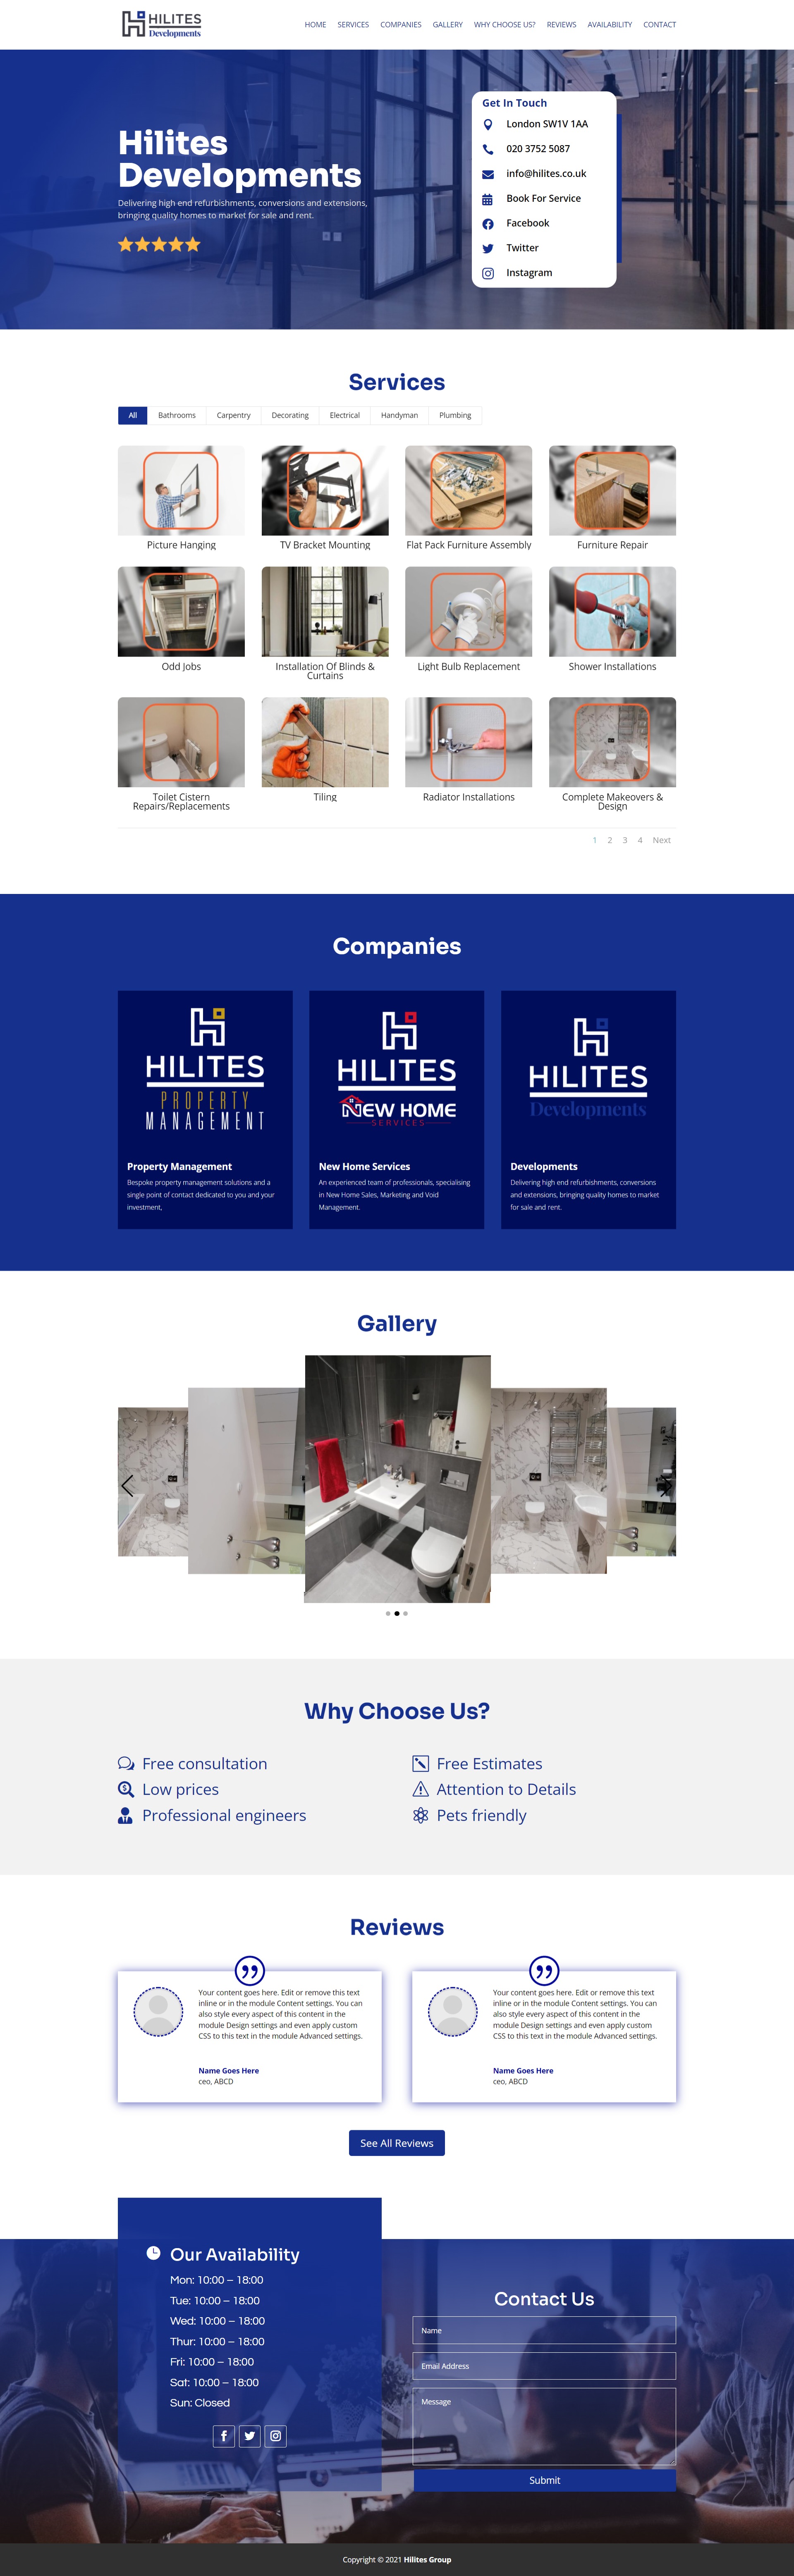 HILITES
Developments
HOME SERVICES COMPANIES GALLERY WHY CHOOSE US? REVIEWS AVAILABILITY CONTACT
Hilites
Developments
Delivering high end refurbishments, conversions and extensions,
bringing quality homes to market for sale and rent.
Get In Touch
London SW1V 1AA
020 3752 5087
info@hilites.co.uk
Book For Service
Facebook
Twitter
Instagram
Services
All Bathrooms Carpentry Decorating Electrical Handyman Plumbing
Picture Hanging
TV Bracket Mounting
Flat Pack Furniture Assembly
Furniture Repair
Odd Jobs
Installation Of Blinds &
Curtains
Light Bulb Replacement
Shower Installations
Toilet Cistern
Repairs/Replacements
Tiling
Radiator Installations
Complete Makeovers &
Design
1 2 3 4 Next
Companies
HILITES
PROPERTY
MANAGEMENT
Property Management
Bespoke property management solutions and a
single point of contact dedicated to you and your
investment,
HILITES
NEW HOME
SERVICES
New Home Services
An experienced team of professionals, specialising
in New Home Sales, Marketing and Void
Management.
HILITES
Developments
Developments
Delivering high end refurbishments, conversions
and extensions, bringing quality homes to market
for sale and rent.
Gallery
Why Choose Us?
Free consultation
Low prices
Professional engineers
Free Estimates
Attention to Details
Pets friendly
Reviews
Your content goes here. Edit or remove this text
inline or in the module Content settings. You can
also style every aspect of this content in the
module Design settings and even apply custom
CSS to this text in the module Advanced settings.
Name Goes Here
ceo, ABCD
Your content goes here. Edit or remove this text
inline or in the module Content settings. You can
also style every aspect of this content in the
module Design settings and even apply custom
CSS to this text in the module Advanced settings.
Name Goes Here
ceo, ABCD
See All Reviews
Our Availability
Mon: 10:00 – 18:00
Tue: 10:00 – 18:00
Wed: 10:00 – 18:00
Thur: 10:00 – 18:00
Fri: 10:00 – 18:00
Sat: 10:00 – 18:00
Sun: Closed
Contact Us
Name
Email Address
Message
Submit
Copyright © 2021 Hilites Group